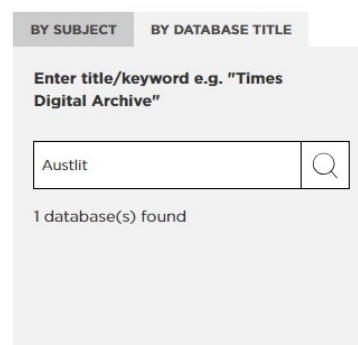 BY SUBJECT BY DATABASE TITLE
Enter title/keyword e.g. "Times
Digital Archive"
Austlit
1 database(s) found